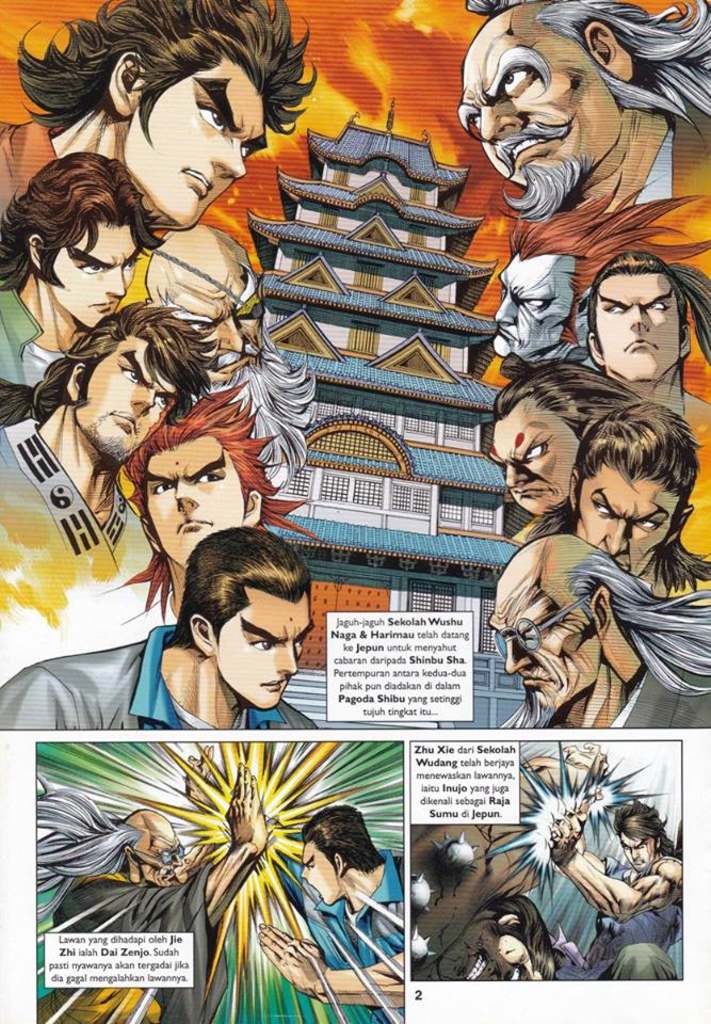 Jaguh-jaguh Sekolah Wushu
Naga & Harimau telah datang
ke Jepun untuk menyahut
cabaran daripada Shinbu Sha.
Pertempuran antara kedua-dua
pihak pun diadakan di dalam
Pagoda Shibu yang setinggi
tujuh tingkat itu...
Lawan yang dihadapi oleh Jie
Zhi ialah Dai Zenjo. Sudah
pasti nyawanya akan tergadai jika
dia gagal mengalahkan lawannya.
Zhu Xie dari Sekolah
Wudang telah berjaya
menewaskan lawannya,
iaitu Inujo yang juga
dikenali sebagai Raja
Sumu di Jepun.
2